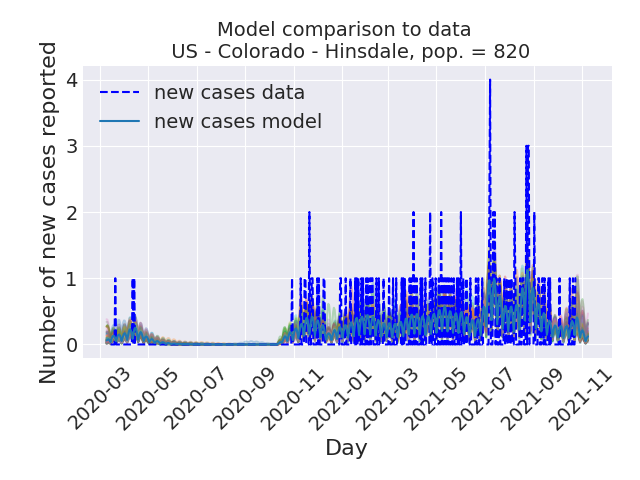 Model comparison to data
US - Colorado - Hinsdale, pop. = 820
new cases data
new cases model
Number of new cases reported
4
3
2
1
0
2020-03
2020-05
2020-07
2020-09
2020-11
2021-01
2021-03
2021-05
2021-07
2021-09
2021-11
Day